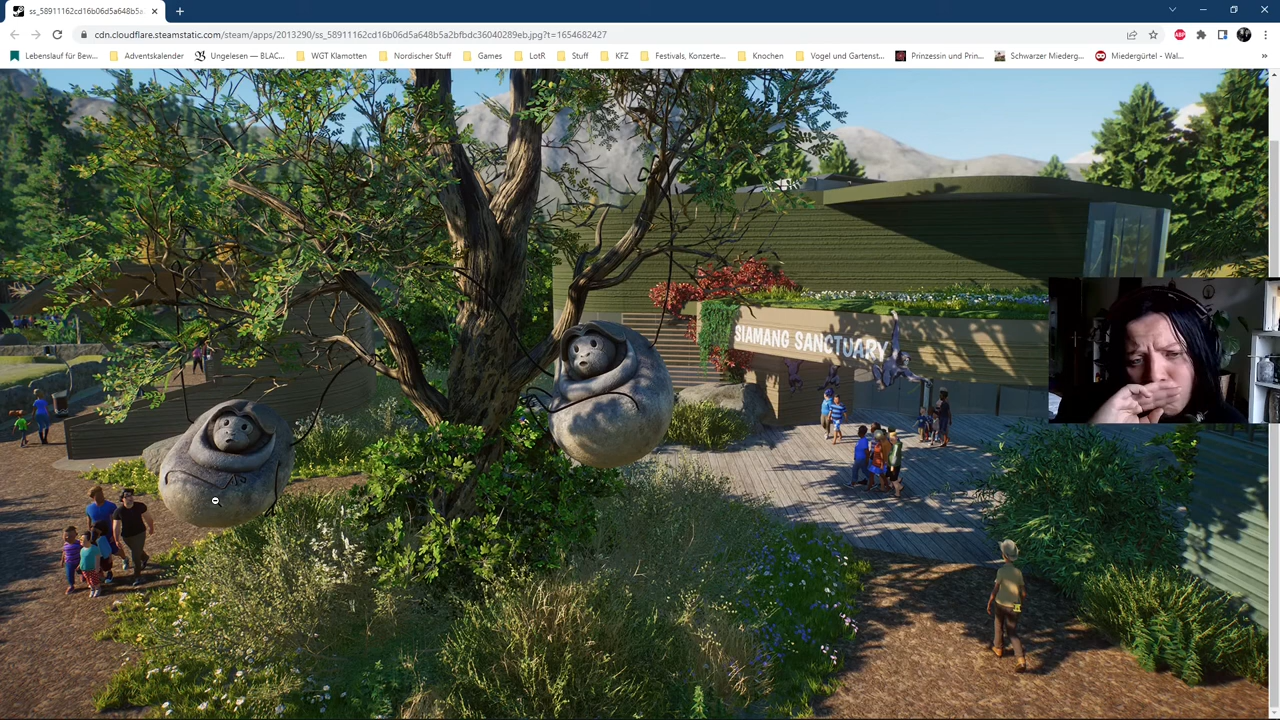 ss_58911162cd16b06d5a648b5a
cdn.cloudflare.steamstatic.com/steam/apps/2013290/ss_58911162cd16b06d5a648b5a2bfbdc36040289eb.jpg?t=1654682427
ABP
Lebenslauf für Bew...
Adventskalender
Ungelesen — BLAC...
WGT Klamotten
Nordischer Stuff
Games
LotR
Stuff
KFZ
Festivals, Konzerte...
Knochen
Vogel und Gartenst...
Prinzessin und Prin...
Schwarzer Miederg...
Miedergürtel - Wal...
»
SIAMANG SANCTUARY